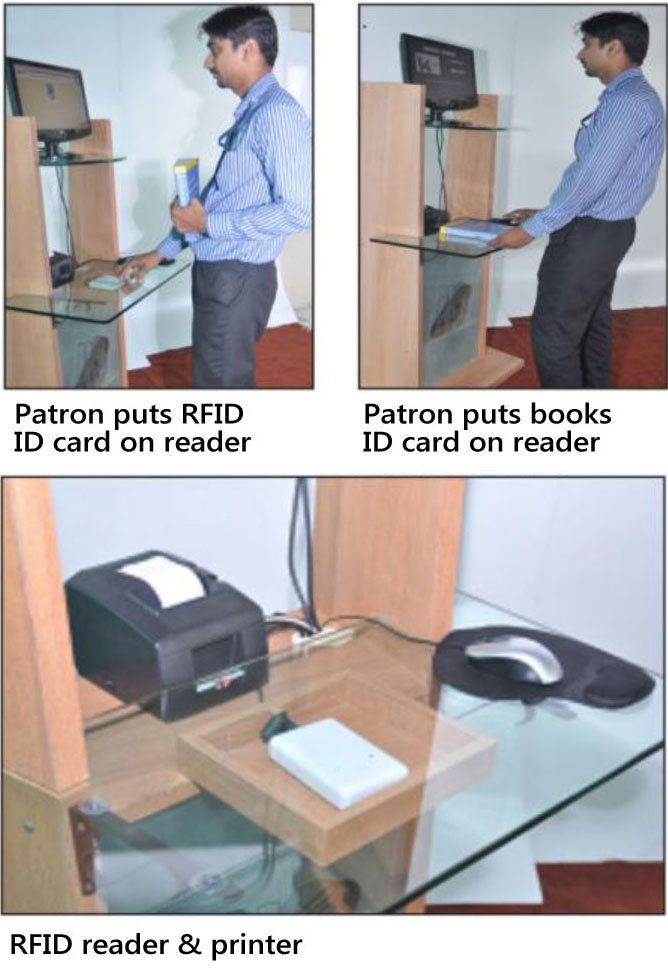 Patron puts RFID
ID card on reader
Patron puts books
ID card on reader
RFID reader & printer